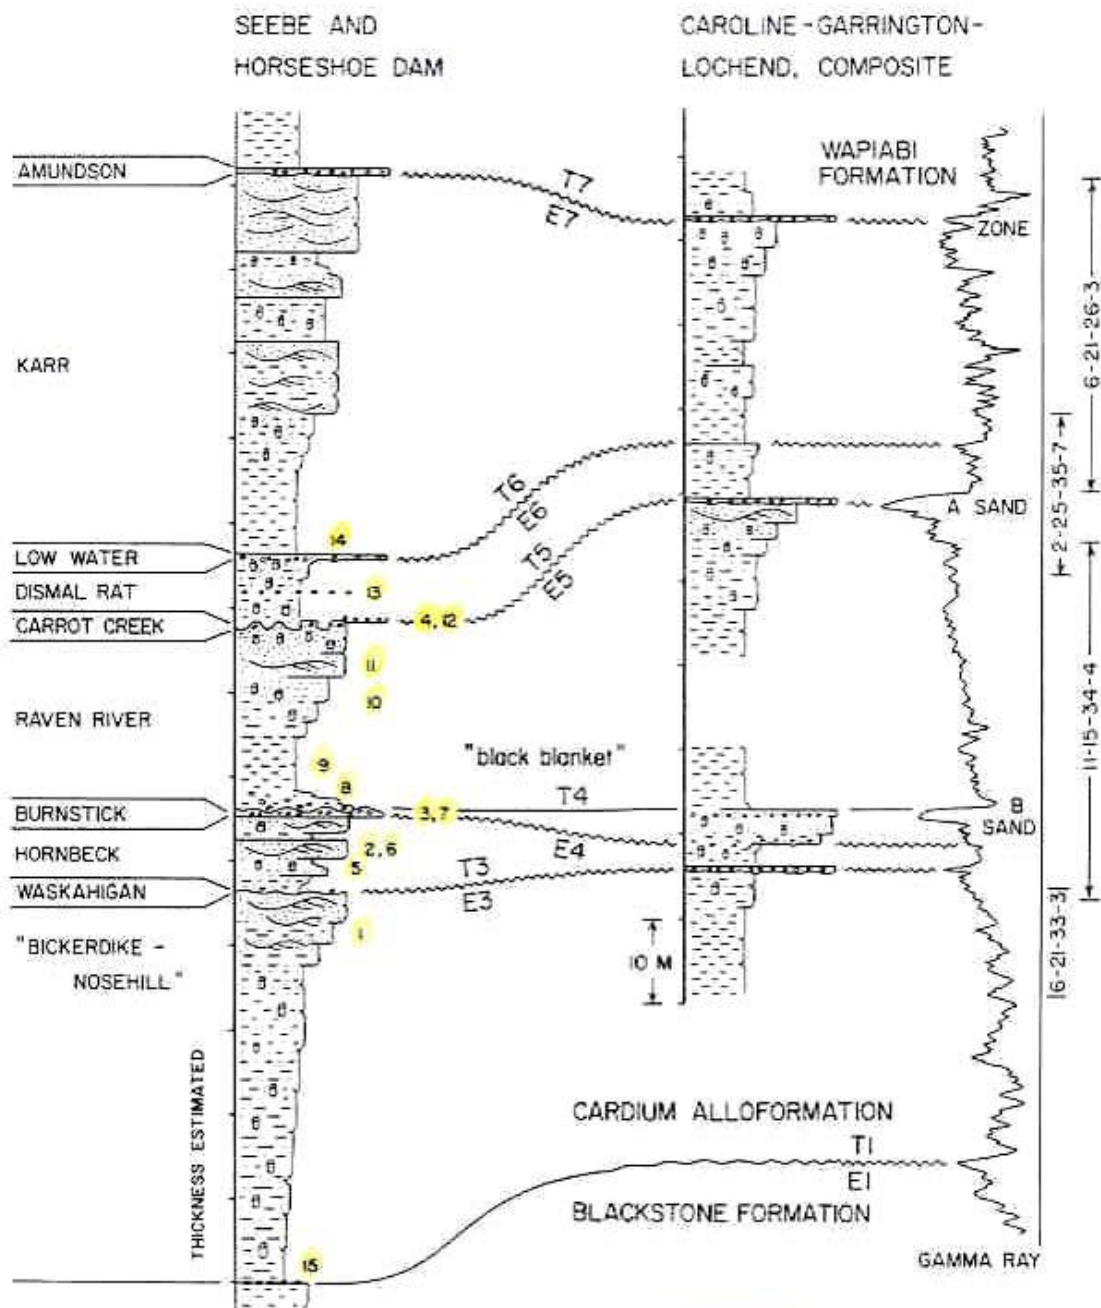 SEEBE AND
HORSESHOE DAM
CAROLINE-GARRINGTON-
LOCHEND, COMPOSITE
AMUNDSON
T7
E7
WAPIABI
FORMATION
ZONE
6-21-26-3
KARR
2-25-35-7
T6
E6
A SAND
14
LOW WATER
T5
E5
DISMAL RAT
13
CARROT CREEK
4, 12
11
10
RAVEN RIVER
11-15-34-4
"black blanket"
9
8
T4
B
SAND
BURNSTICK
3, 7
E4
2, 6
HORNBECK
5
T3
WASKAHIGAN
E3
1
16-21-33-3
"BICKERDIKE -
NOSEHILL"
10 M
THICKNESS ESTIMATED
CARDIUM ALLOFORMATION
T1
E1
BLACKSTONE FORMATION
15
GAMMA RAY